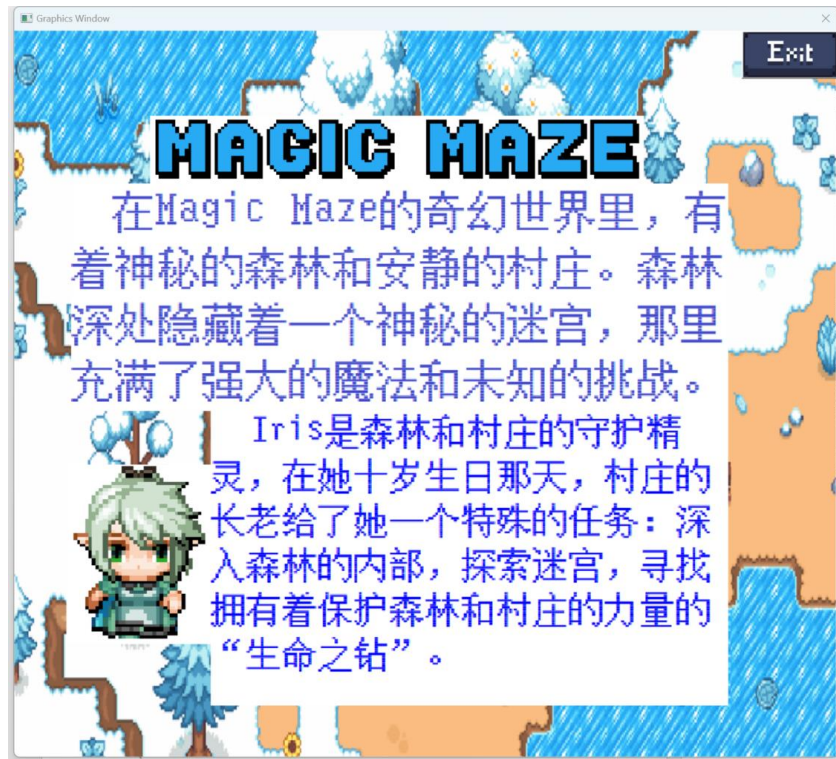 Graphics Window
Exit
MAGIC MAZE
在Magic Maze的奇幻世界里，有
着神秘的森林和安静的村庄。森林
深处隐藏着一个神秘的迷宫，那里
充满了强大的魔法和未知的挑战。
Iris是森林和村庄的守护精
灵，在她十岁生日那天，村庄的
长老给了她一个特殊的任务：深
入森林的内部，探索迷宫，寻找
拥有着保护森林和村庄的力量的
“生命之钻”。